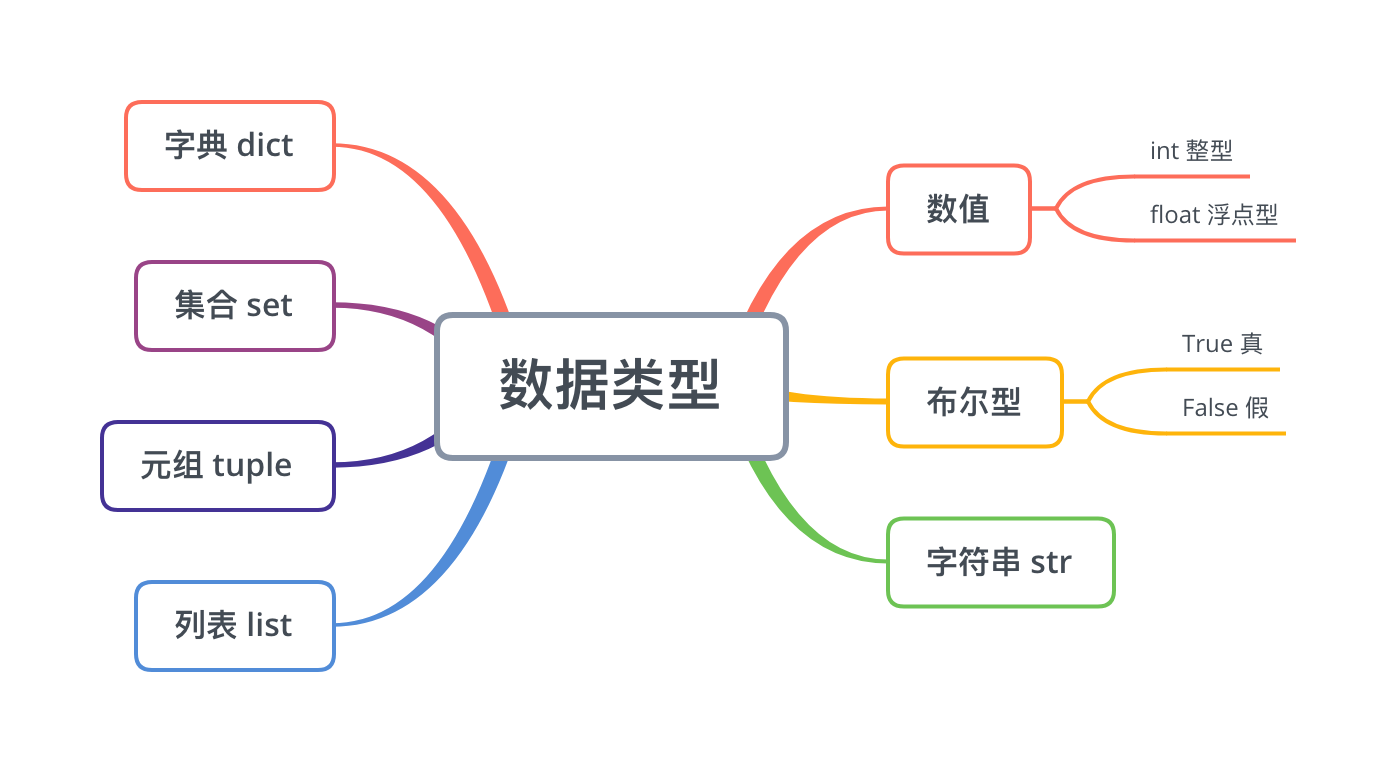 数据类型
数值
int 整型
float 浮点型
布尔型
True 真
False 假
字符串 str
字典 dict
集合 set
元组 tuple
列表 list